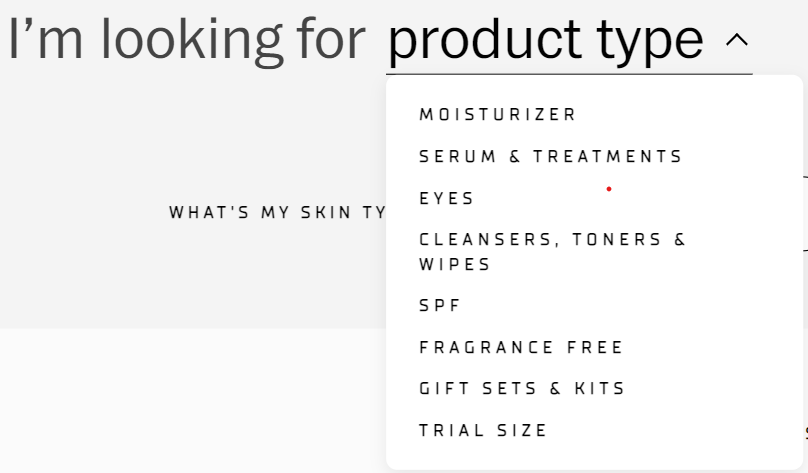 I'm looking for product type
MOISTURIZER
SERUM & TREATMENTS
EYES
WHAT'S MY SKIN TY
CLEANSERS, TONERS &
WIPES
SPF
FRAGRANCE FREE
GIFT SETS & KITS
TRIAL SIZE